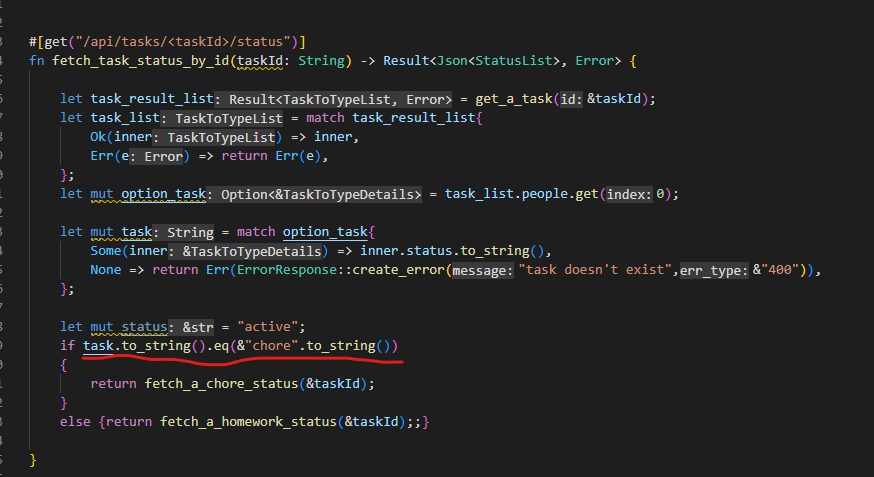 #[get("/api/tasks/<taskId>/status")]
fn fetch_task_status_by_id(taskId: String) -> Result<Json<StatusList>, Error> {
let task_result_list: Result<TaskToTypeList, Error> = get_a_task(id: &taskId);
let task_list: TaskToTypeList = match task_result_list{
Ok(inner: TaskToTypeList) => inner,
Err(e: Error) => return Err(e),
};
let mut option_task: Option<&TaskToTypeDetails> = task_list.people.get(index: 0);
let mut task: String = match option_task{
Some(inner: &TaskToTypeDetails) => inner.status.to_string(),
None => return Err(ErrorResponse::create_error(message: "task doesn't exist",err_type: &"400")),
};
let mut status: &str = "active";
if task.to_string().eq(&"chore".to_string())
{
return fetch_a_chore_status(&taskId);
}
else {return fetch_a_homework_status(&taskId);;}
}